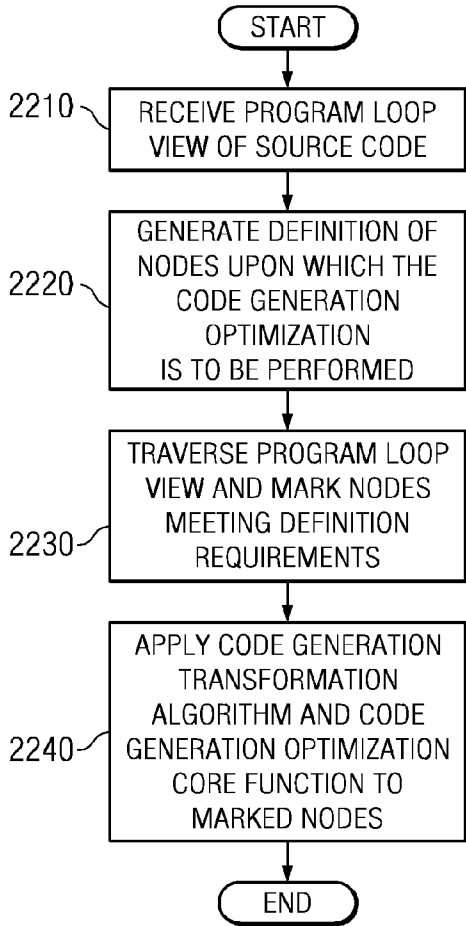 START
2210
RECEIVE PROGRAM LOOP
VIEW OF SOURCE CODE
2220
GENERATE DEFINITION OF
NODES UPON WHICH THE
CODE GENERATION
OPTIMIZATION
IS TO BE PERFORMED
2230
TRAVERSE PROGRAM LOOP
VIEW AND MARK NODES
MEETING DEFINITION
REQUIREMENTS
2240
APPLY CODE GENERATION
TRANSFORMATION
ALGORITHM AND CODE
GENERATION OPTIMIZATION
CORE FUNCTION TO
MARKED NODES
END